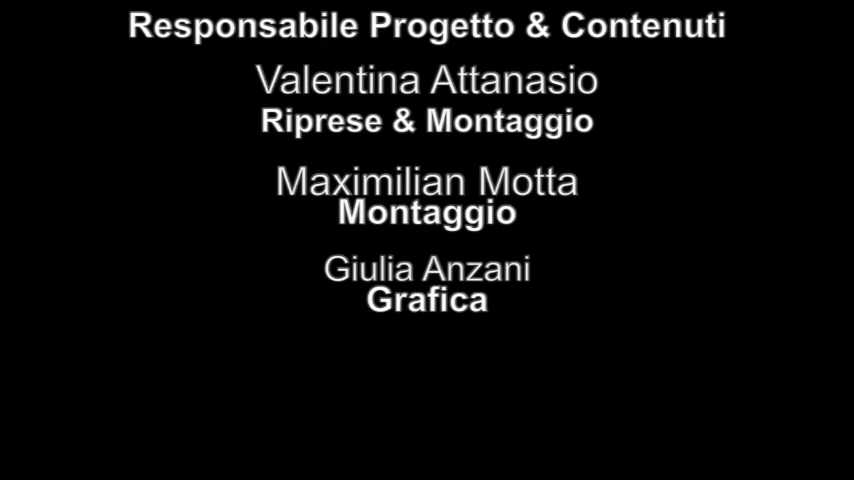 Responsabile Progetto & Contenuti
Valentina Attanasio
Riprese & Montaggio
Maximilian Motta
Montaggio
Giulia Anzani
Grafica